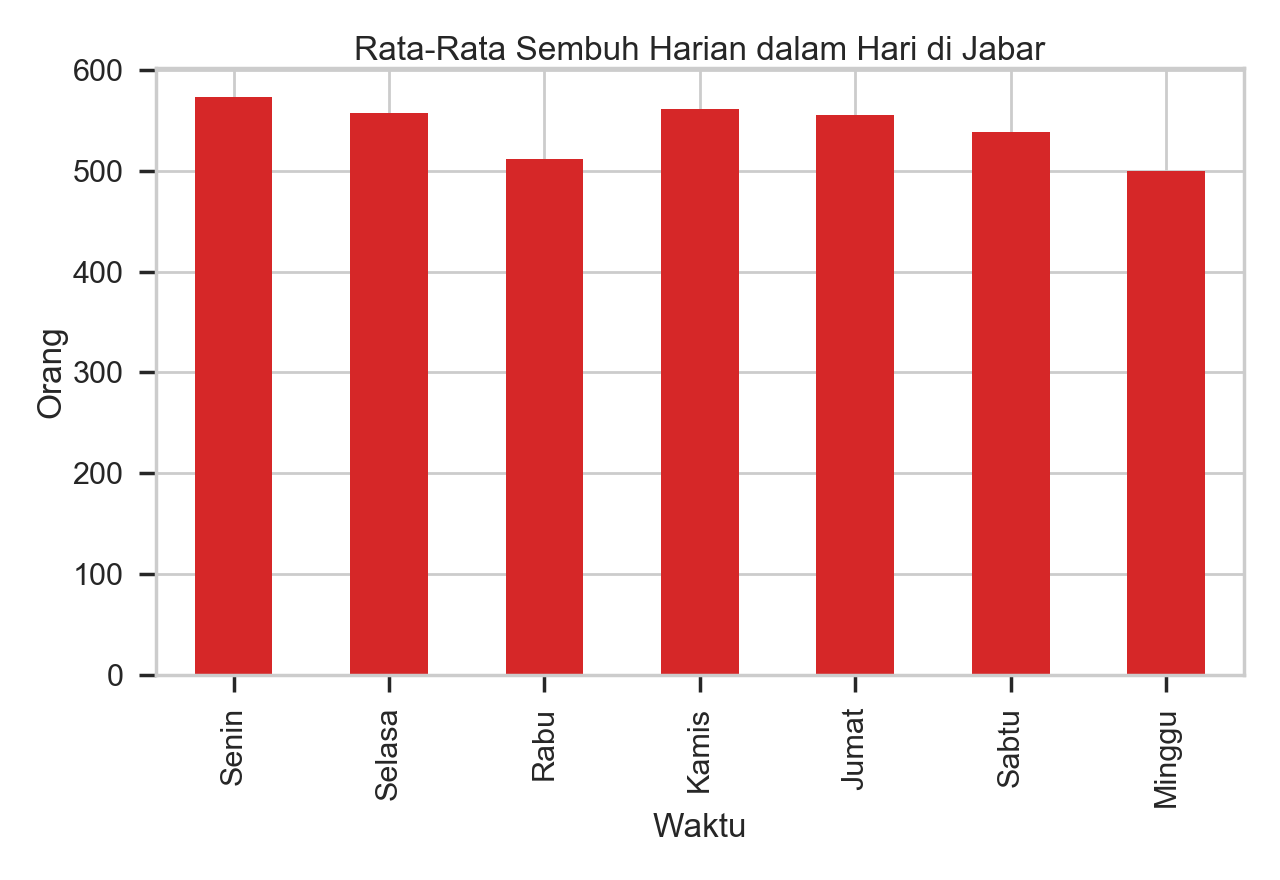 Rata-Rata Sembuh Harian dalam Hari di Jabar
600
500
400
300
200
100
0
Orang
Senin
Selasa
Rabu
Kamis
Jumat
Sabtu
Minggu
Waktu